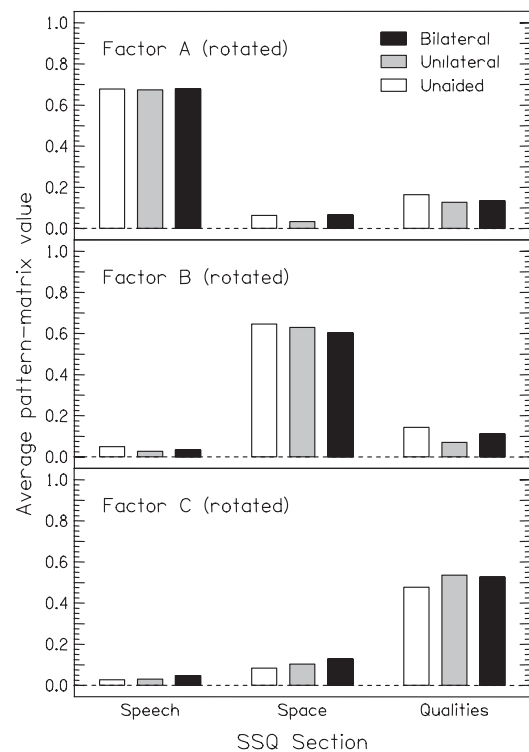 1.0
Factor A (rotated)
Bilateral
Unilateral
Unaided
0.8
0.6
0.4
0.2
0.0
1.0
Factor B (rotated)
0.8
0.6
0.4
0.2
0.0
1.0
Factor C (rotated)
0.8
0.6
0.4
0.2
0.0
Average pattern-matrix value
Speech Space Qualities
SSQ Section